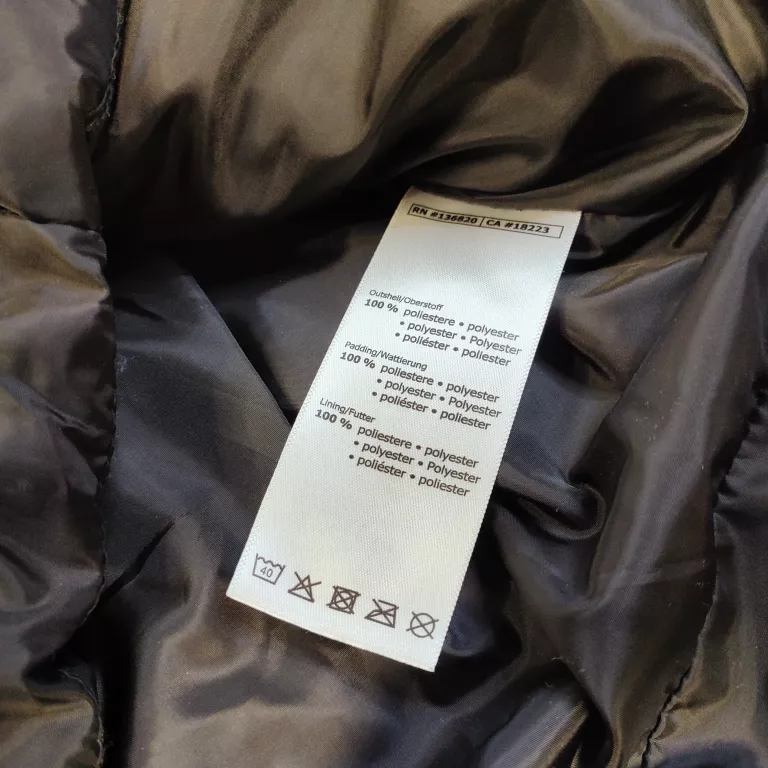 RN #136820 | CA #18223
Outshell/Oberstoff
100 % poliestere • polyester
• polyester • Polyester
• poliéster • poliester
Padding/Wattierung
100 % poliestere • polyester
• polyester • Polyester
• poliéster • poliester
Lining/Futter
100 % poliestere • polyester
• polyester • Polyester
• poliéster • poliester
40